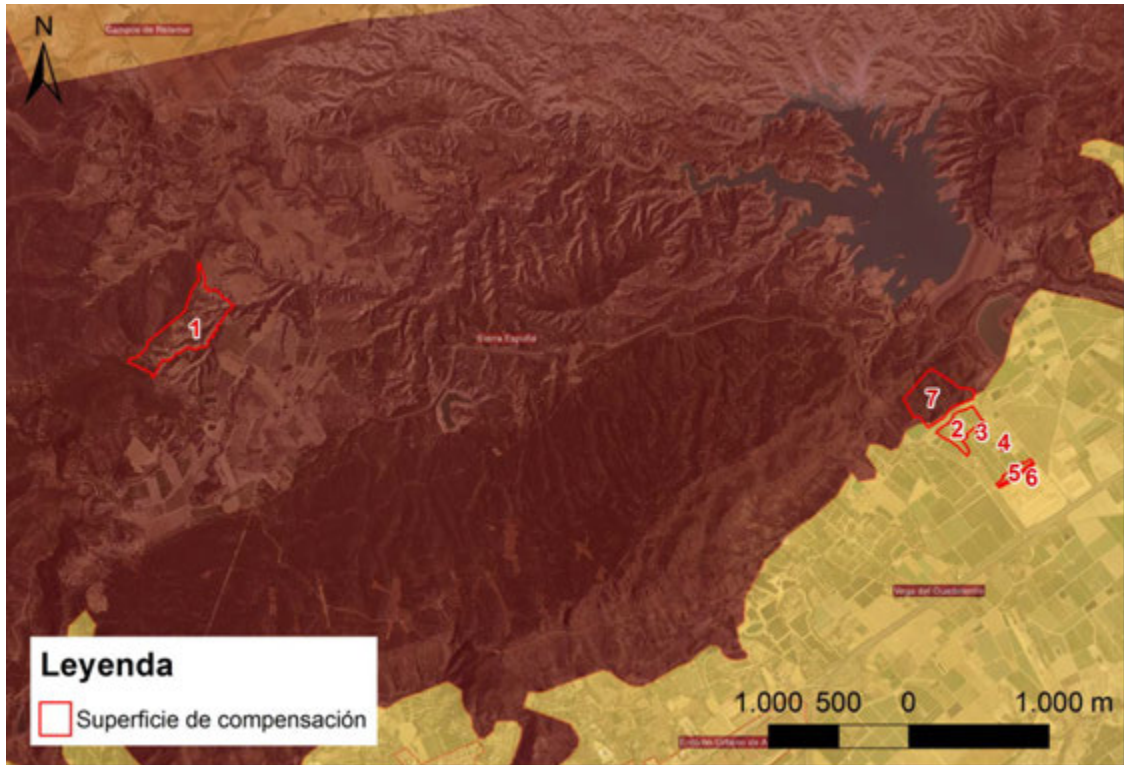 N
Sierra Espuña
1
7
2
3
4
5
6
Vega del Guadalentín
Leyenda
Superficie de compensación
1.000 500 0 1.000 m